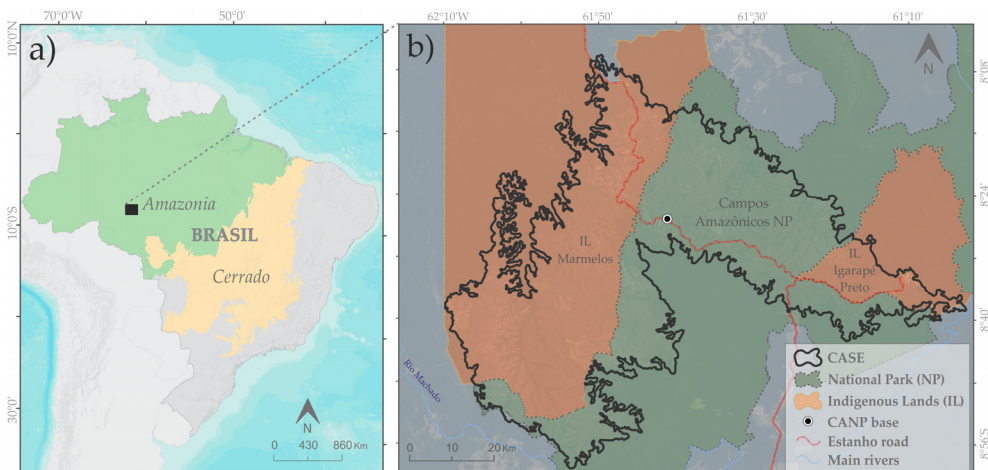 70°0'W
50°0'
10°0'N
10°0'S
30°0'
a)
Amazonia
BRASIL
Cerrado
N
0 430 860 Km
62°10'W
61°50'
61°30'
61°10'
b)
N
8°08'
8°24'
8°40'
8°56'S
Campos
Amazônicos NP
IL
Marmelos
IL
Igarapé
Preto
Rio Machado
0 10 20 Km
CASE
National Park (NP)
Indigenous Lands (IL)
CANP base
Estanho road
Main rivers